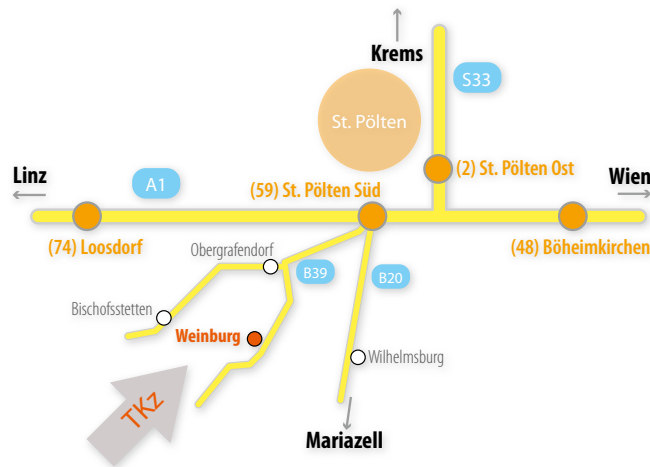 Krems
S33
St. Pölten
Linz
A1
(59) St. Pölten Süd
(2) St. Pölten Ost
Wien
(74) Loosdorf
(48) Böheimkirchen
Obergrafendorf
B39
B20
Bischofsstetten
Weinburg
Wilhelmsburg
TKz
Mariazell